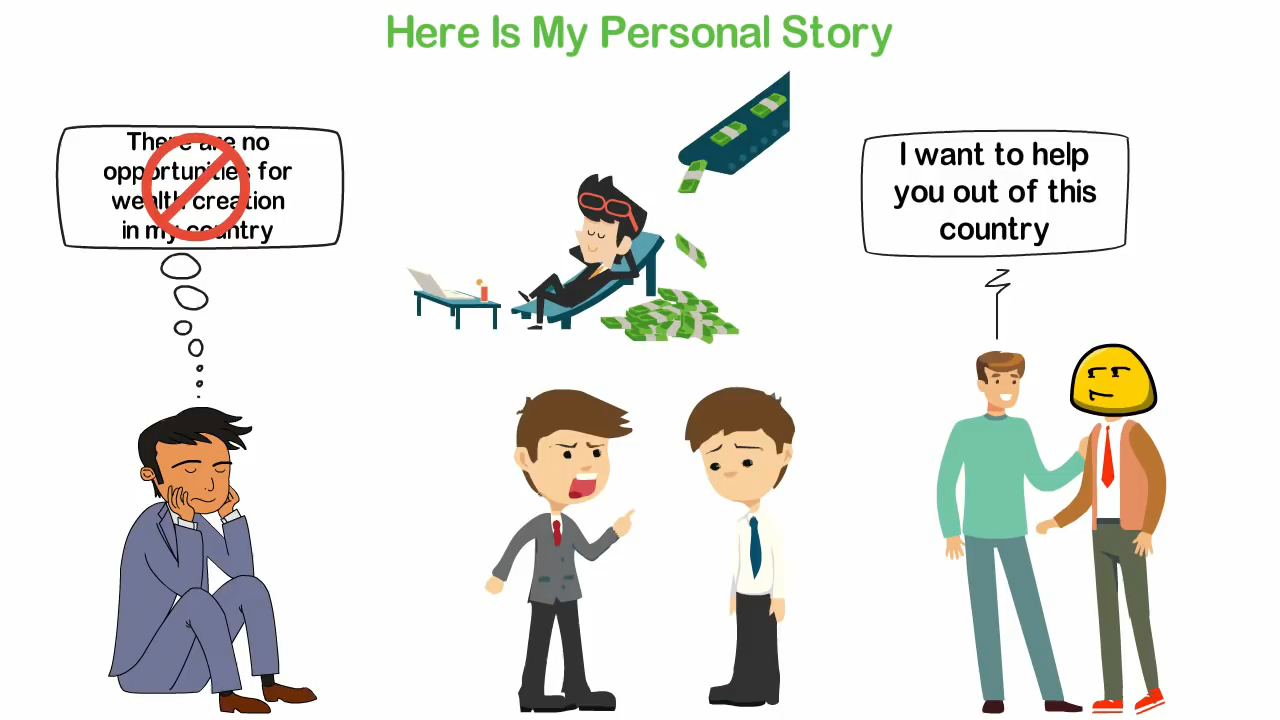 Here Is My Personal Story
There are no
opportunities for
wealth creation
in my country
I want to help
you out of this
country